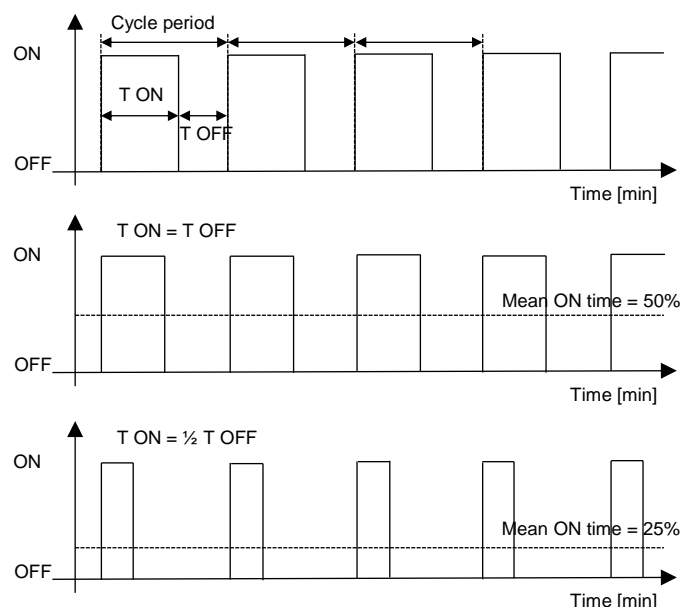 Cycle period
ON
T ON
T OFF
OFF
Time [min]
T ON = T OFF
ON
Mean ON time = 50%
OFF
Time [min]
T ON = ½ T OFF
ON
Mean ON time = 25%
OFF
Time [min]